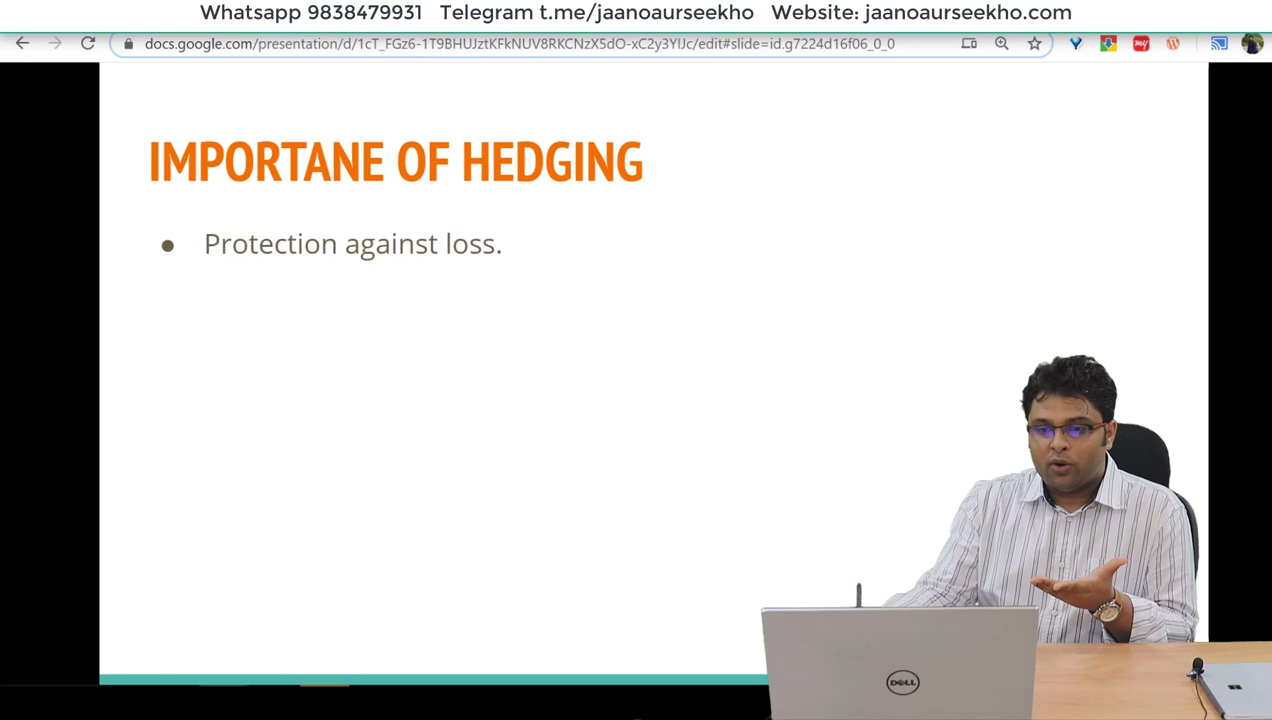 Whatsapp 9838479931 Telegram t.me/jaanoaurseekho Website: jaanoaurseekho.com
docs.google.com/presentation/d/1cT_FGz6-1T9BHUJztKFkNUV8RKCNzX5dO-xC2y3YIJc/edit#slide=id.g7224d16f06_0_0
my
IMPORTANE OF HEDGING
● Protection against loss.
DELL